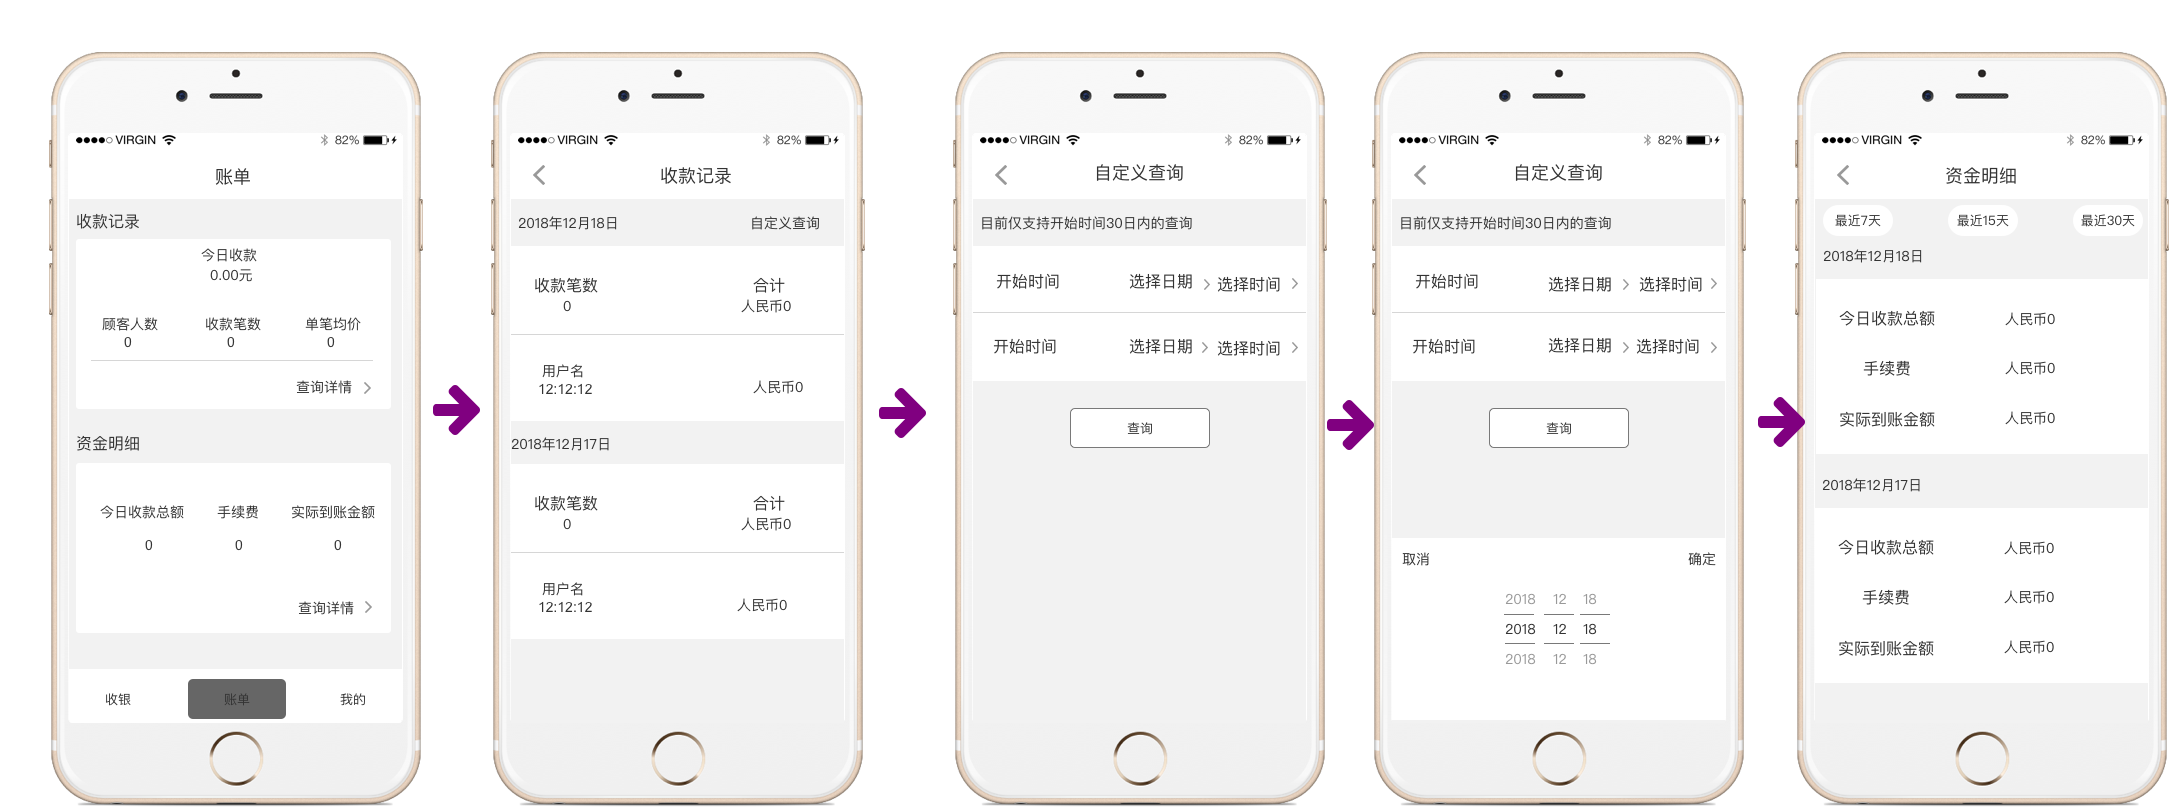 VIRGIN 82%
账单
收款记录
今日收款
0.00元
顾客人数 收款笔数 单笔均价
0 0 0
查询详情
资金明细
今日收款总额 手续费 实际到账金额
0 0 0
查询详情
收银 账单 我的
VIRGIN 82%
收款记录
2018年12月18日 自定义查询
收款笔数 合计
0 人民币0
用户名
12:12:12 人民币0
2018年12月17日
收款笔数 合计
0 人民币0
用户名
12:12:12 人民币0
VIRGIN 82%
自定义查询
目前仅支持开始时间30日内的查询
开始时间 选择日期 选择时间
开始时间 选择日期 选择时间
查询
VIRGIN 82%
自定义查询
目前仅支持开始时间30日内的查询
开始时间 选择日期 选择时间
开始时间 选择日期 选择时间
查询
取消 确定
2018 12 18
2018 12 18
2018 12 18
VIRGIN 82%
资金明细
最近7天 最近15天 最近30天
2018年12月18日
今日收款总额 人民币0
手续费 人民币0
实际到账金额 人民币0
2018年12月17日
今日收款总额 人民币0
手续费 人民币0
实际到账金额 人民币0